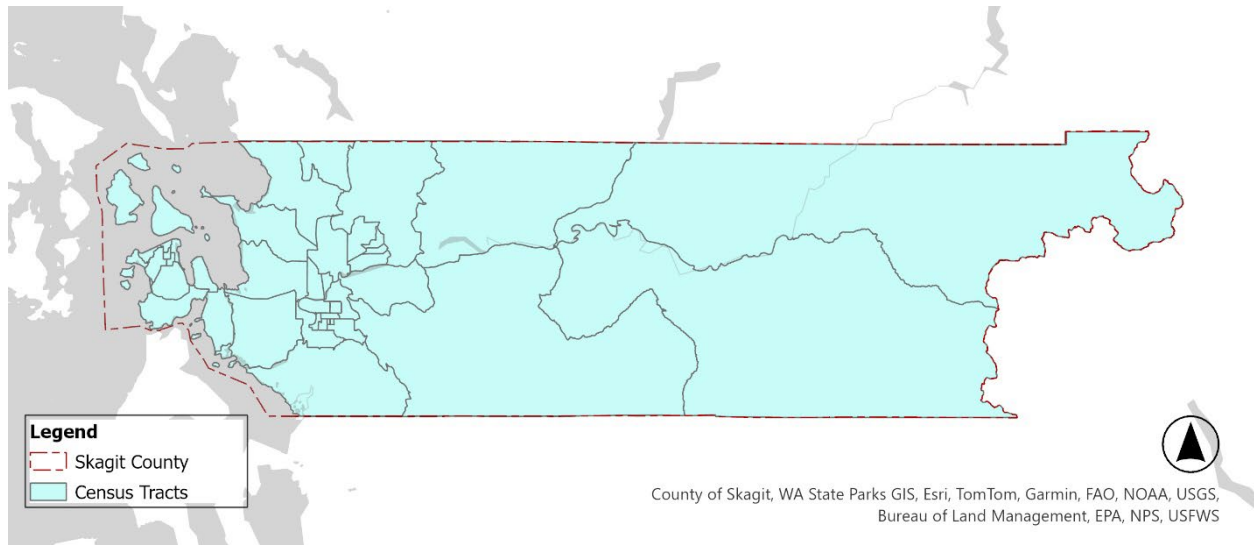 Legend
Skagit County
Census Tracts
County of Skagit, WA State Parks GIS, Esri, TomTom, Garmin, FAO, NOAA, USGS,
Bureau of Land Management, EPA, NPS, USFWS